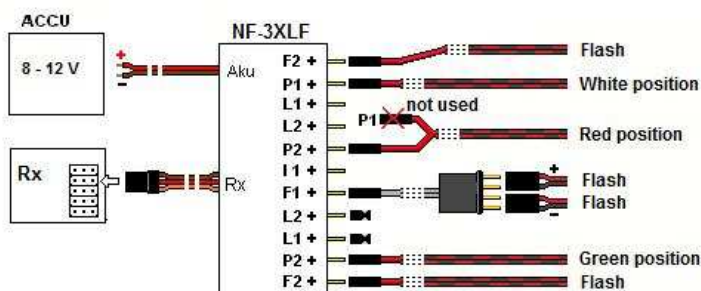 ACCU
8 - 12 V
+
−
Aku
Rx
Rx
NF-3XLF
F2 +
P1 +
L1 +
L2 +
P2 +
I1 +
F1 +
L2 +
L1 +
P2 +
F2 +
Flash
White position
P1 not used
Red position
+
Flash
Flash
−
Green position
Flash